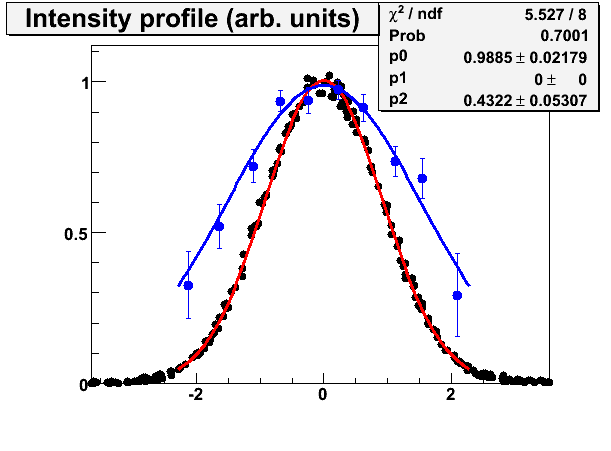 Intensity profile (arb. units)
χ² / ndf 5.527 / 8
Prob 0.7001
p0 0.9885 ± 0.02179
p1 0 ± 0
p2 0.4322 ± 0.05307
1
0.5
0
-2 0 2